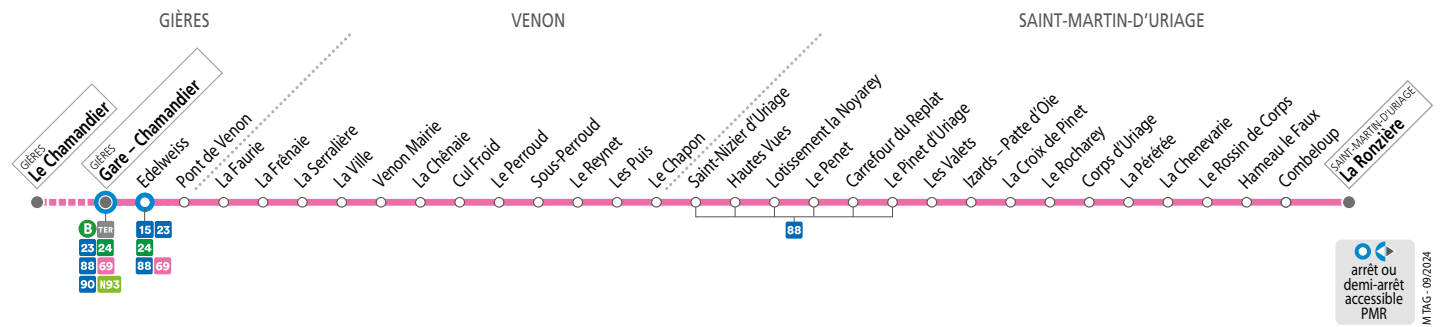 GIÈRES
VENON
SAINT-MARTIN-D'URIAGE
GIÈRES
Le Chamandier
GIÈRES
Gare – Chamandier
Edelweiss
Pont de Venon
La Faurie
La Frênaie
La Serralière
La Ville
Venon Mairie
La Chênaie
Cul Froid
Le Perroud
Sous-Perroud
Le Reynet
Les Puis
Le Chapon
Saint-Nizier d'Uriage
Hautes Vues
Lotissement la Noyarey
Le Penet
Carrefour du Replat
Le Pinet d'Uriage
Les Valets
Izards – Patte d'Oie
La Croix de Pinet
Le Rocharey
Corps d'Uriage
La Pérérée
La Chenevarie
Le Rossin de Corps
Hameau le Faux
Combeloup
SAINT-MARTIN-D'URIAGE
La Ronzière
B TER
23 24
88 69
90 N93
15 23
24
88 69
88
arrêt ou
demi-arrêt
accessible
PMR
M TAG - 09/2024